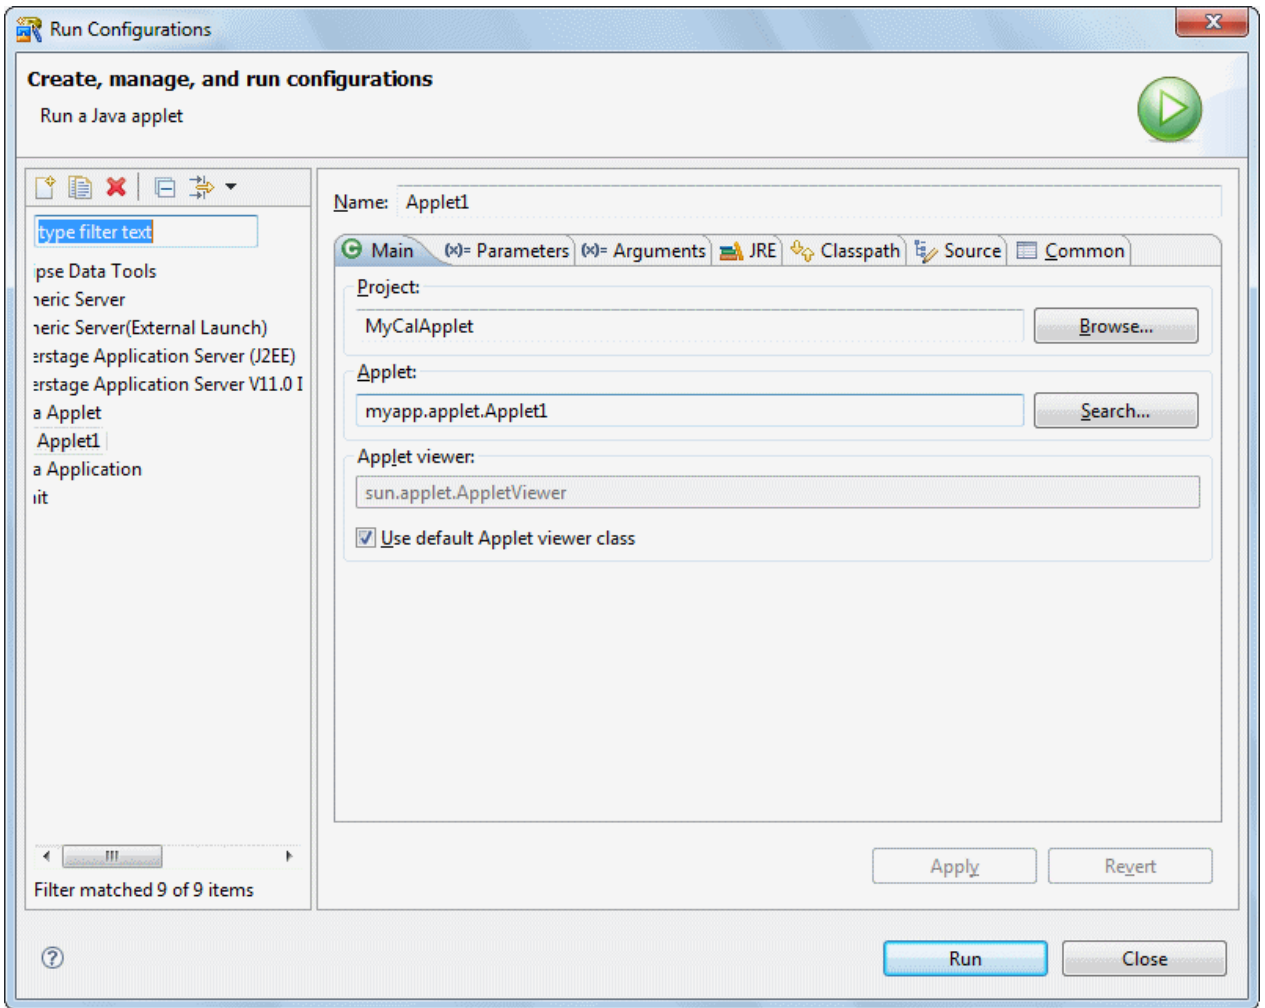 Run Configurations
Create, manage, and run configurations
Run a Java applet
type filter text
ipse Data Tools
neric Server
neric Server(External Launch)
erstage Application Server (J2EE)
erstage Application Server V11.0 I
a Applet
Applet1
a Application
nit
Filter matched 9 of 9 items
Name: Applet1
Main (x)= Parameters (x)= Arguments JRE Classpath Source Common
Project:
MyCalApplet Browse...
Applet:
myapp.applet.Applet1 Search...
Applet viewer:
sun.applet.AppletViewer
Use default Applet viewer class
Apply Revert
Run Close